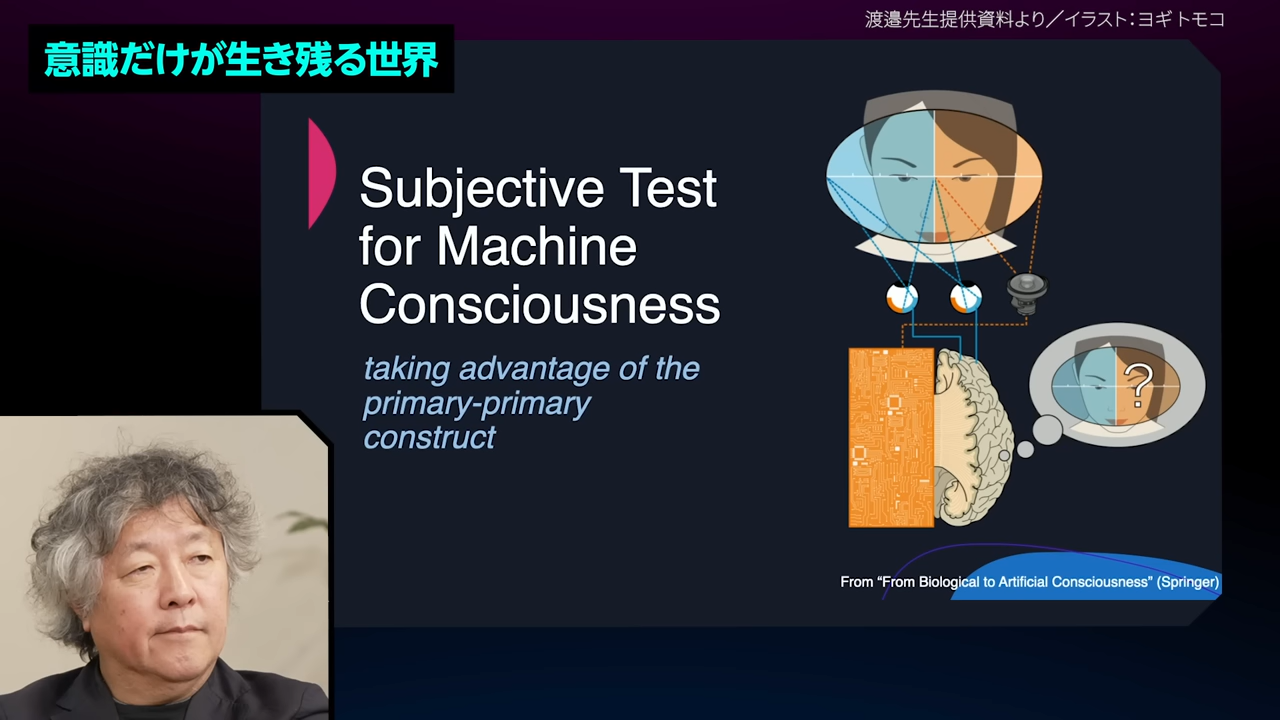 渡邉先生提供資料より／イラスト：ヨギ トモコ
意識だけが生き残る世界
Subjective Test
for Machine
Consciousness
taking advantage of the
primary-primary
construct
?
From “From Biological to Artificial Consciousness” (Springer)